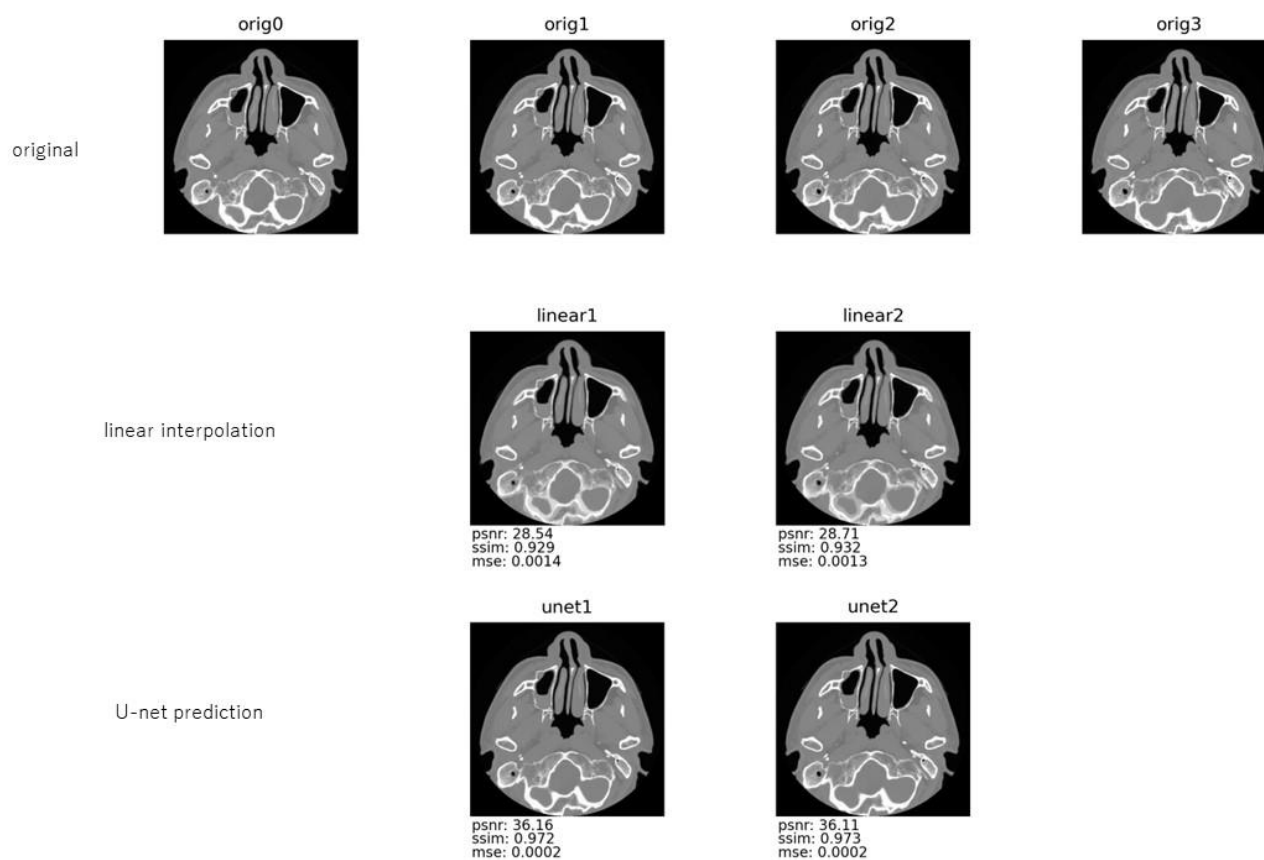 orig0
orig1
orig2
orig3
original
linear1
linear2
linear interpolation
psnr: 28.54
ssim: 0.929
mse: 0.0014
psnr: 28.71
ssim: 0.932
mse: 0.0013
unet1
unet2
U-net prediction
psnr: 36.16
ssim: 0.972
mse: 0.0002
psnr: 36.11
ssim: 0.973
mse: 0.0002